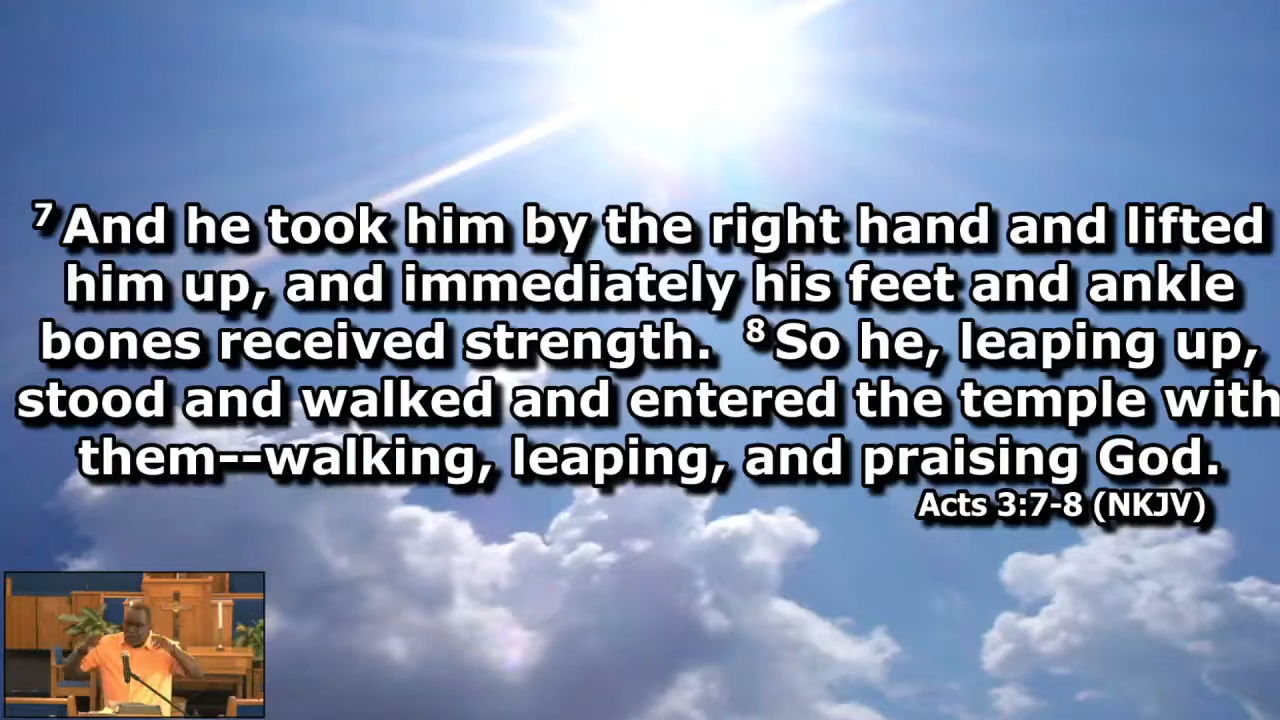 ⁷And he took him by the right hand and lifted
him up, and immediately his feet and ankle
bones received strength. ⁸So he, leaping up,
stood and walked and entered the temple with
them--walking, leaping, and praising God.
Acts 3:7-8 (NKJV)